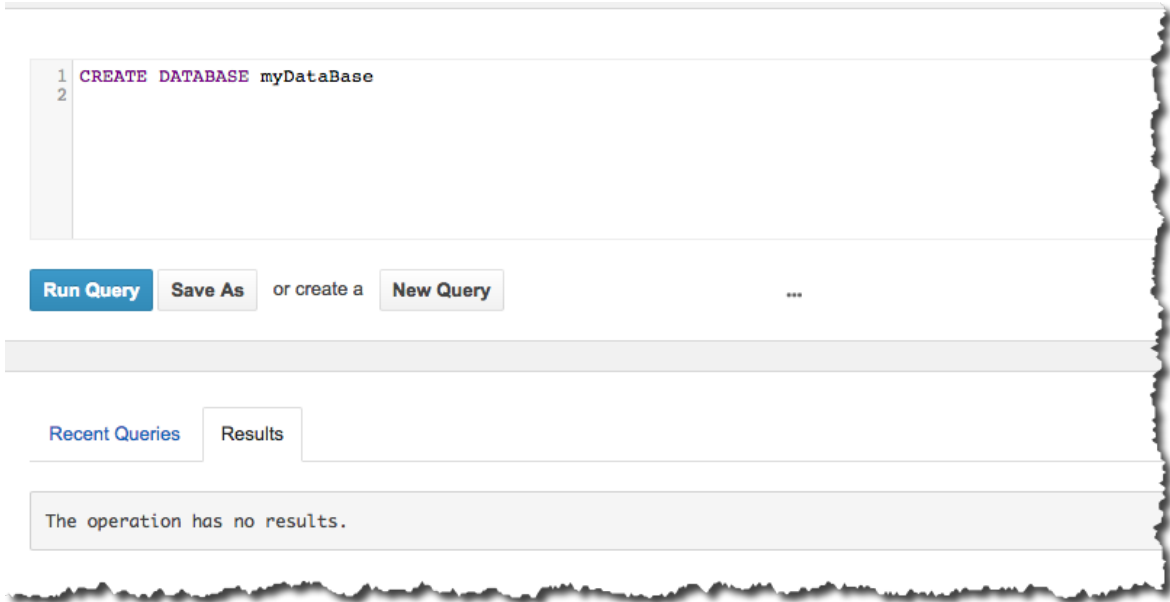 1 CREATE DATABASE myDataBase
2
Run Query Save As or create a New Query ...
Recent Queries Results
The operation has no results.